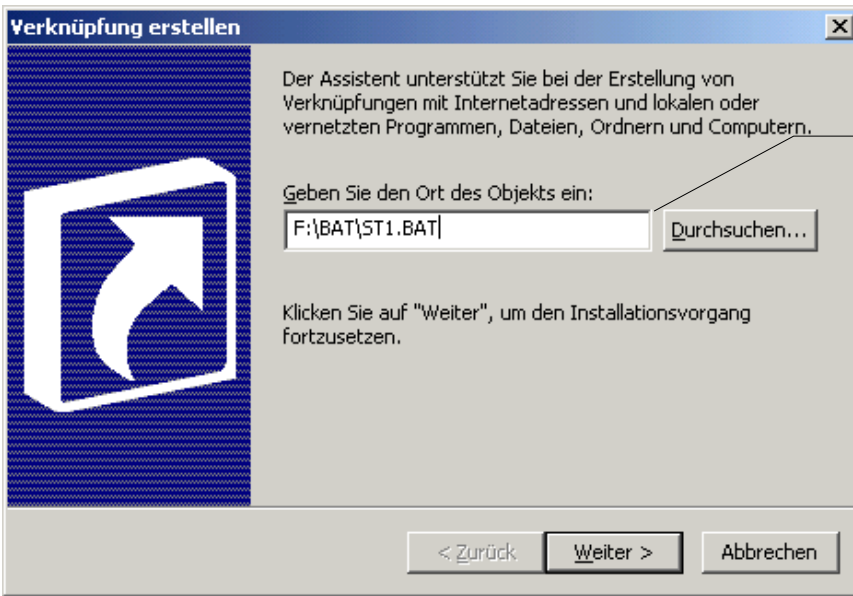 Verknüpfung erstellen
Der Assistent unterstützt Sie bei der Erstellung von
Verknüpfungen mit Internetadressen und lokalen oder
vernetzten Programmen, Dateien, Ordnern und Computern.
Geben Sie den Ort des Objekts ein:
F:\BAT\ST1.BAT
Durchsuchen...
Klicken Sie auf "Weiter", um den Installationsvorgang
fortzusetzen.
< Zurück
Weiter >
Abbrechen